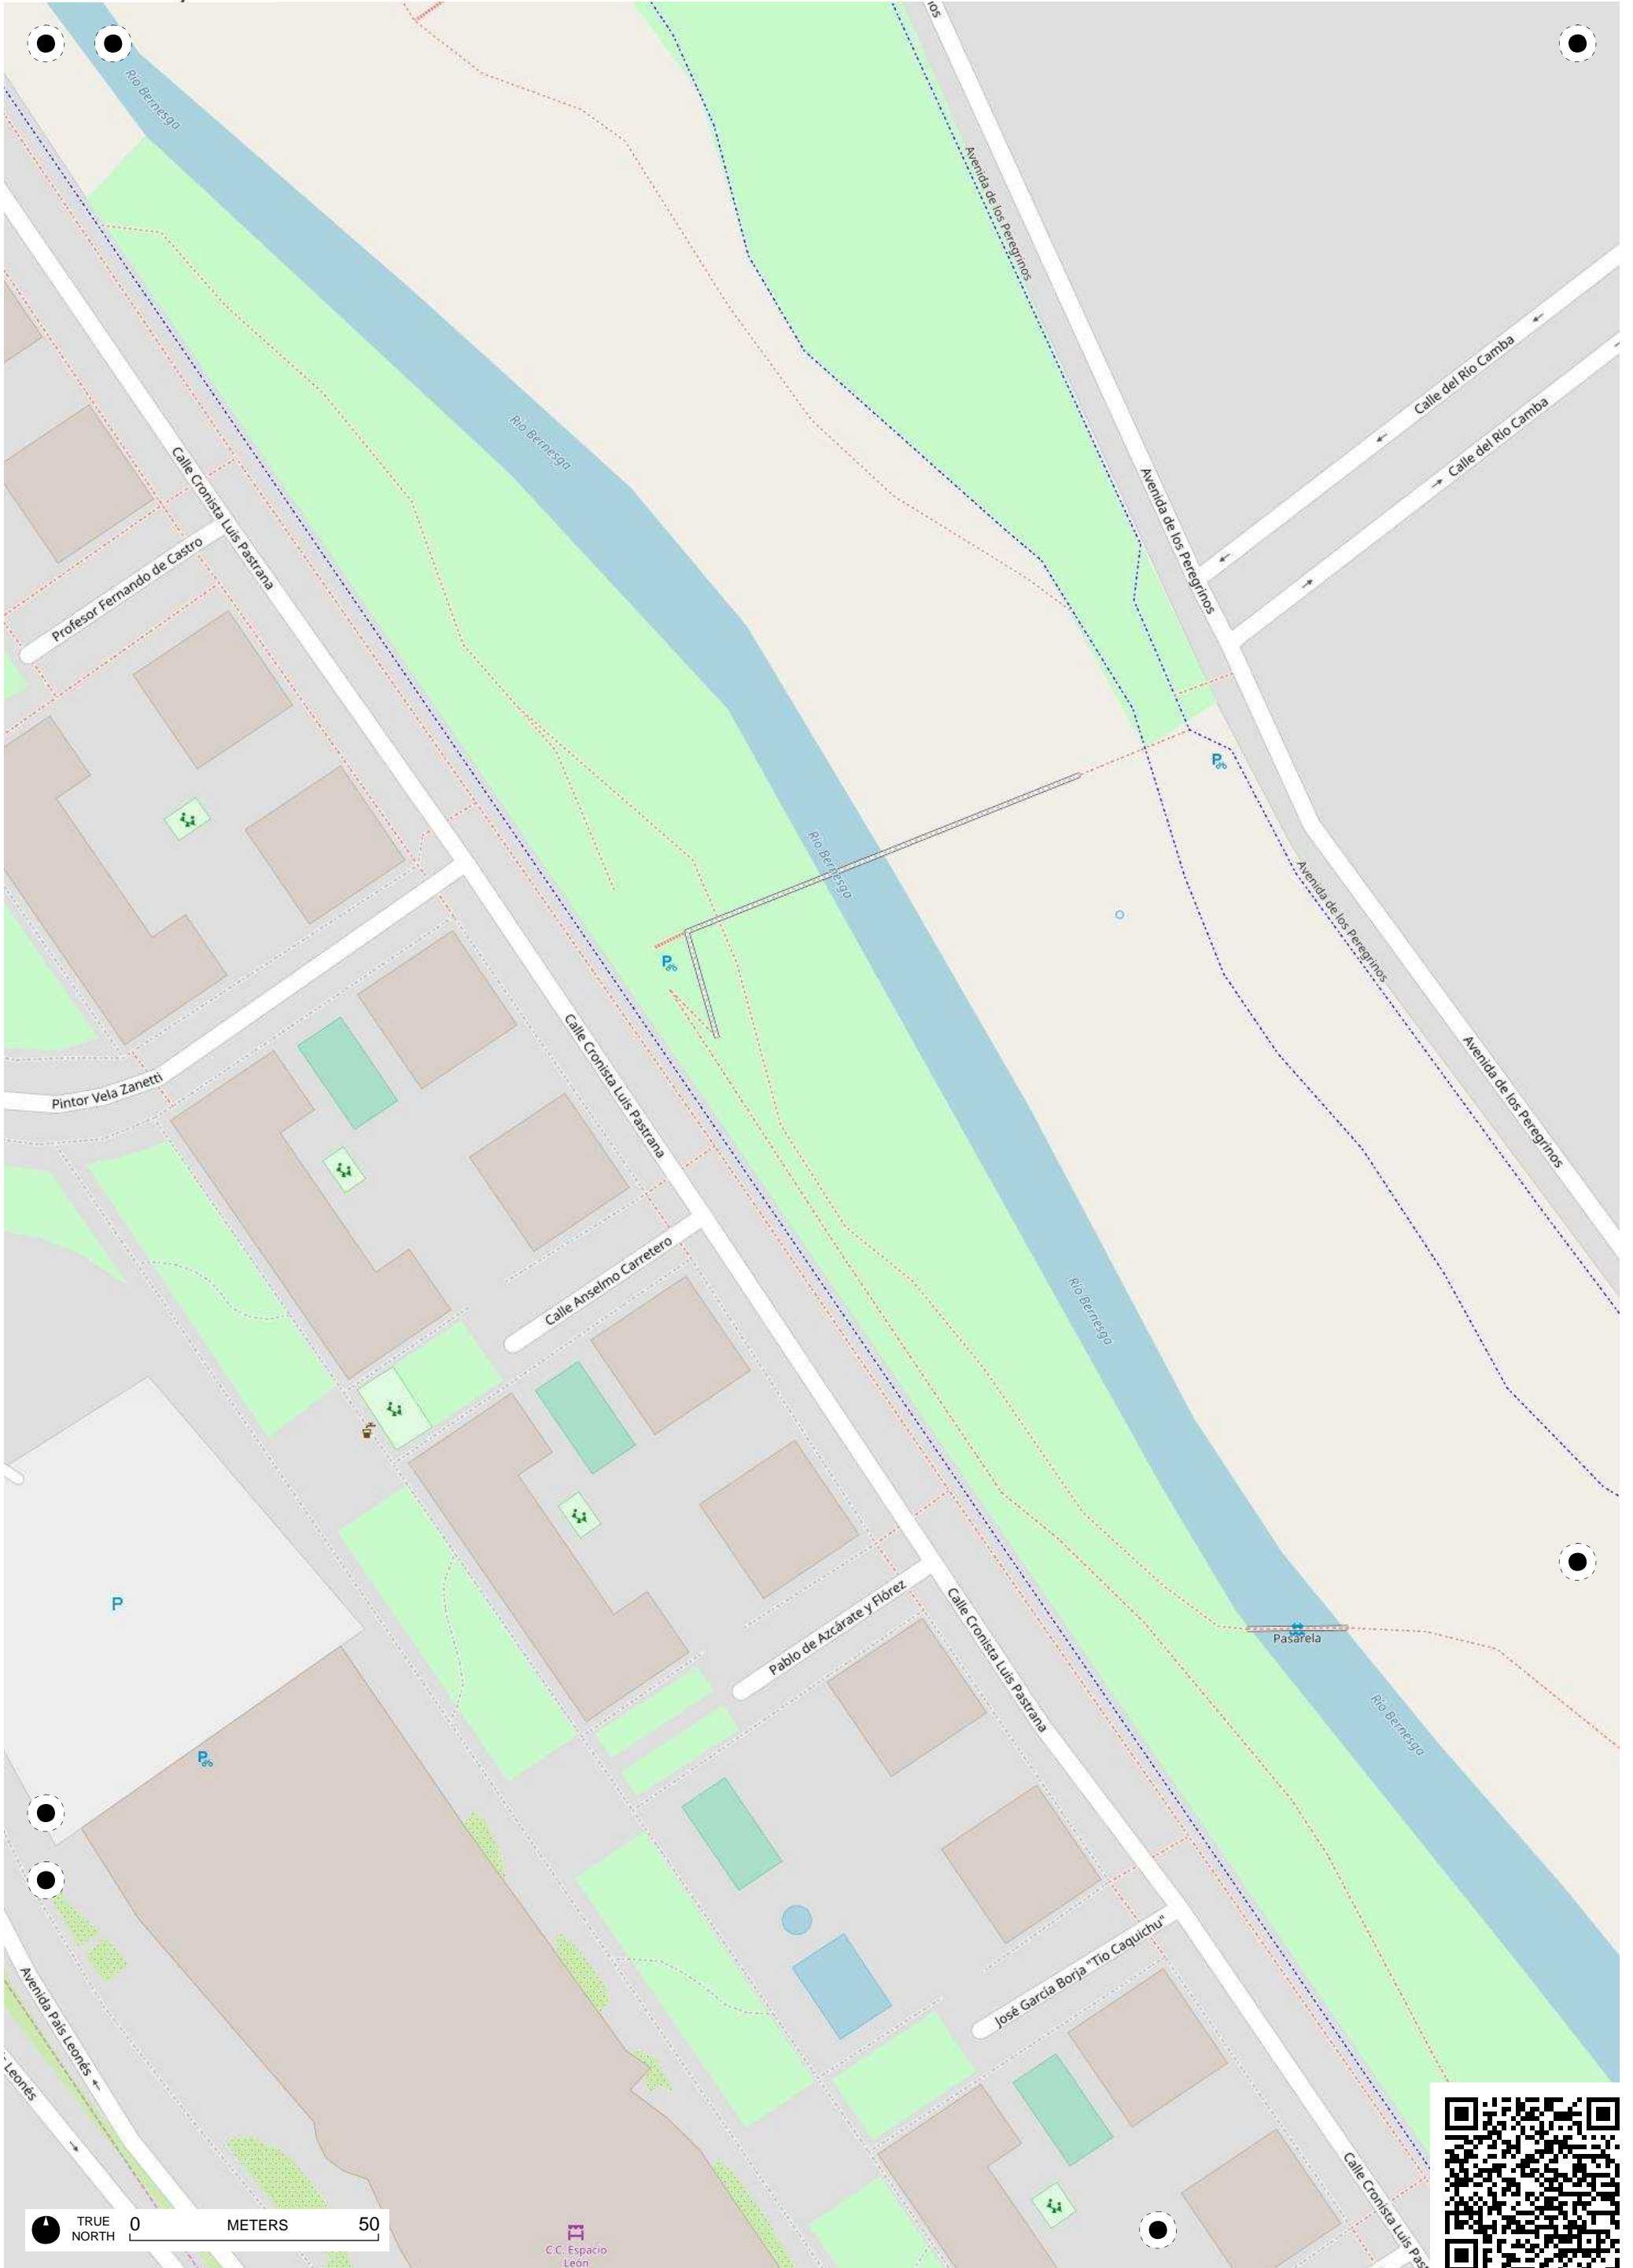 ios
Río Bernesga
Avenida de los Peregrinos
Calle del Río Camba
Calle del Río Camba
Río Bernesga
Calle Cronista Luis Pastrana
Avenida de los Peregrinos
Profesor Fernando de Castro
P
Río Bernesga
Avenida de los Peregrinos
P
Calle Cronista Luis Pastrana
Avenida de los Peregrinos
Pintor Vela Zanetti
Calle Anselmo Carretero
Río Bernesga
P
Pablo de Azcárate y Flórez
Calle Cronista Luis Pastrana
Pasarela
Río Bernesga
P
José García Borja "Tío Caquichu"
Avenida País Leonés
s Leonés
Calle Cronista Luis Pas
TRUE
NORTH
0 METERS 50
C.C. Espacio
León